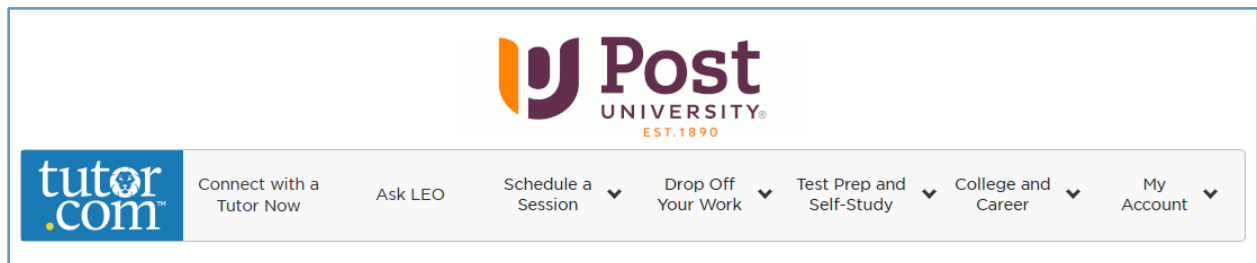 Post
UNIVERSITY®
EST.1890
tutor
.com™
Connect with a
Tutor Now
Ask LEO
Schedule a
Session
Drop Off
Your Work
Test Prep and
Self-Study
College and
Career
My
Account